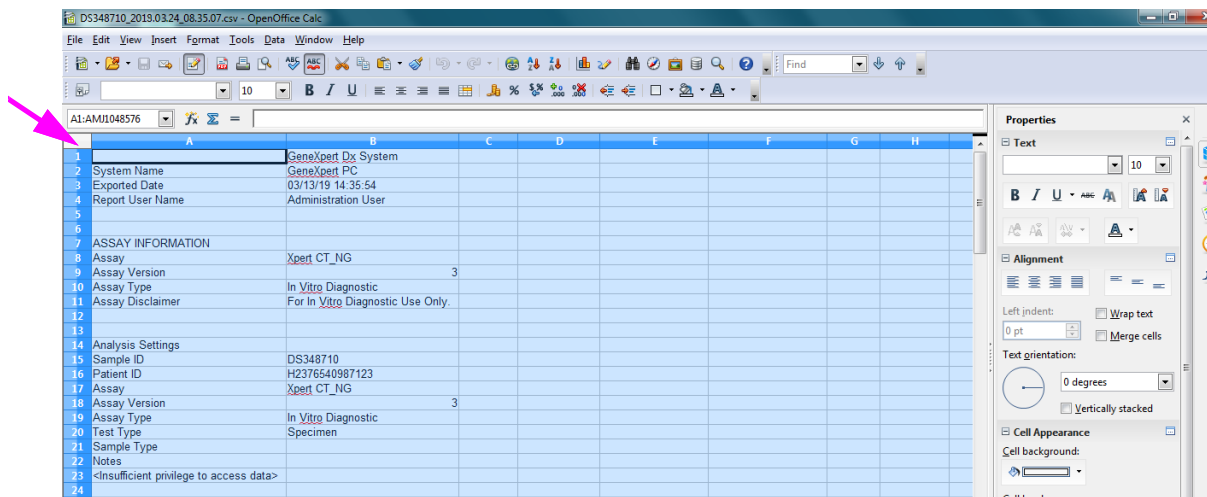 DS348710_2019.03.24_08.35.07.csv - OpenOffice Calc
File Edit View Insert Format Tools Data Window Help
Find
10
A1:AMJ1048576
A B C D E F G H
1 GeneXpert Dx System
2 System Name GeneXpert PC
3 Exported Date 03/13/19 14:35:54
4 Report User Name Administration User
5
6
7 ASSAY INFORMATION
8 Assay Xpert CT_NG
9 Assay Version 3
10 Assay Type In Vitro Diagnostic
11 Assay Disclaimer For In Vitro Diagnostic Use Only.
12
13
14 Analysis Settings
15 Sample ID DS348710
16 Patient ID H2376540987123
17 Assay Xpert CT_NG
18 Assay Version 3
19 Assay Type In Vitro Diagnostic
20 Test Type Specimen
21 Sample Type
22 Notes
23 <Insufficient privilege to access data>
24
Properties
Text
10
Alignment
Left indent:
Wrap text
0 pt
Merge cells
Text orientation:
0 degrees
Vertically stacked
Cell Appearance
Cell background: